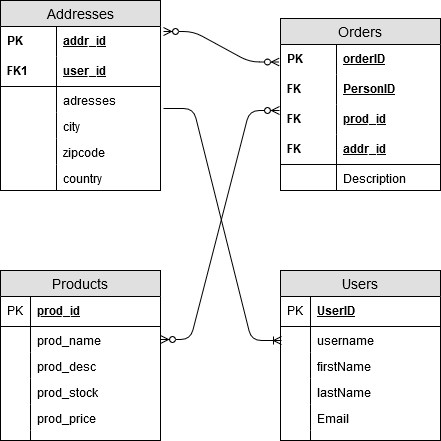 Addresses
PK addr_id
FK1 user_id
adresses
city
zipcode
country
Orders
PK orderID
FK PersonID
FK prod_id
FK addr_id
Description
Products
PK prod_id
prod_name
prod_desc
prod_stock
prod_price
Users
PK UserID
username
firstName
lastName
Email